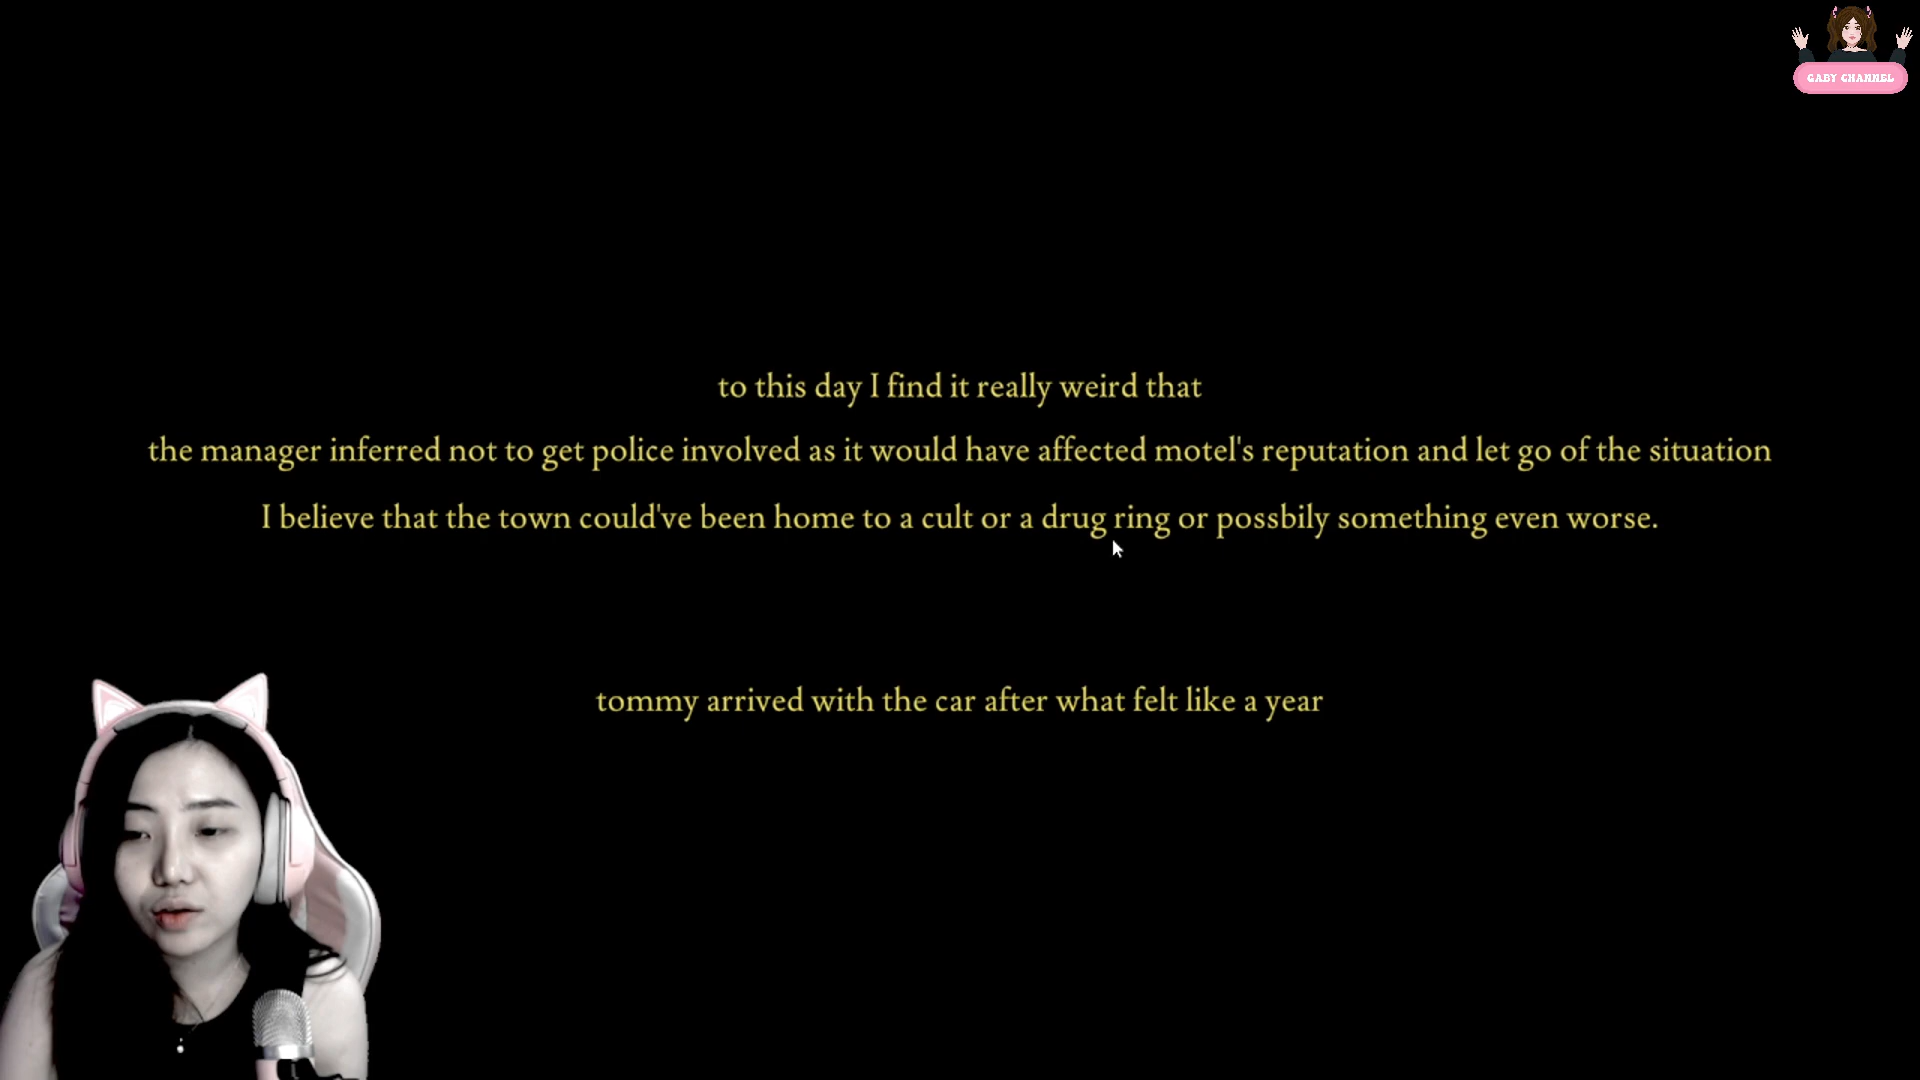 GABY CHANNEL
to this day I find it really weird that
the manager inferred not to get police involved as it would have affected motel's reputation and let go of the situation
I believe that the town could've been home to a cult or a drug ring or possbily something even worse.
tommy arrived with the car after what felt like a year